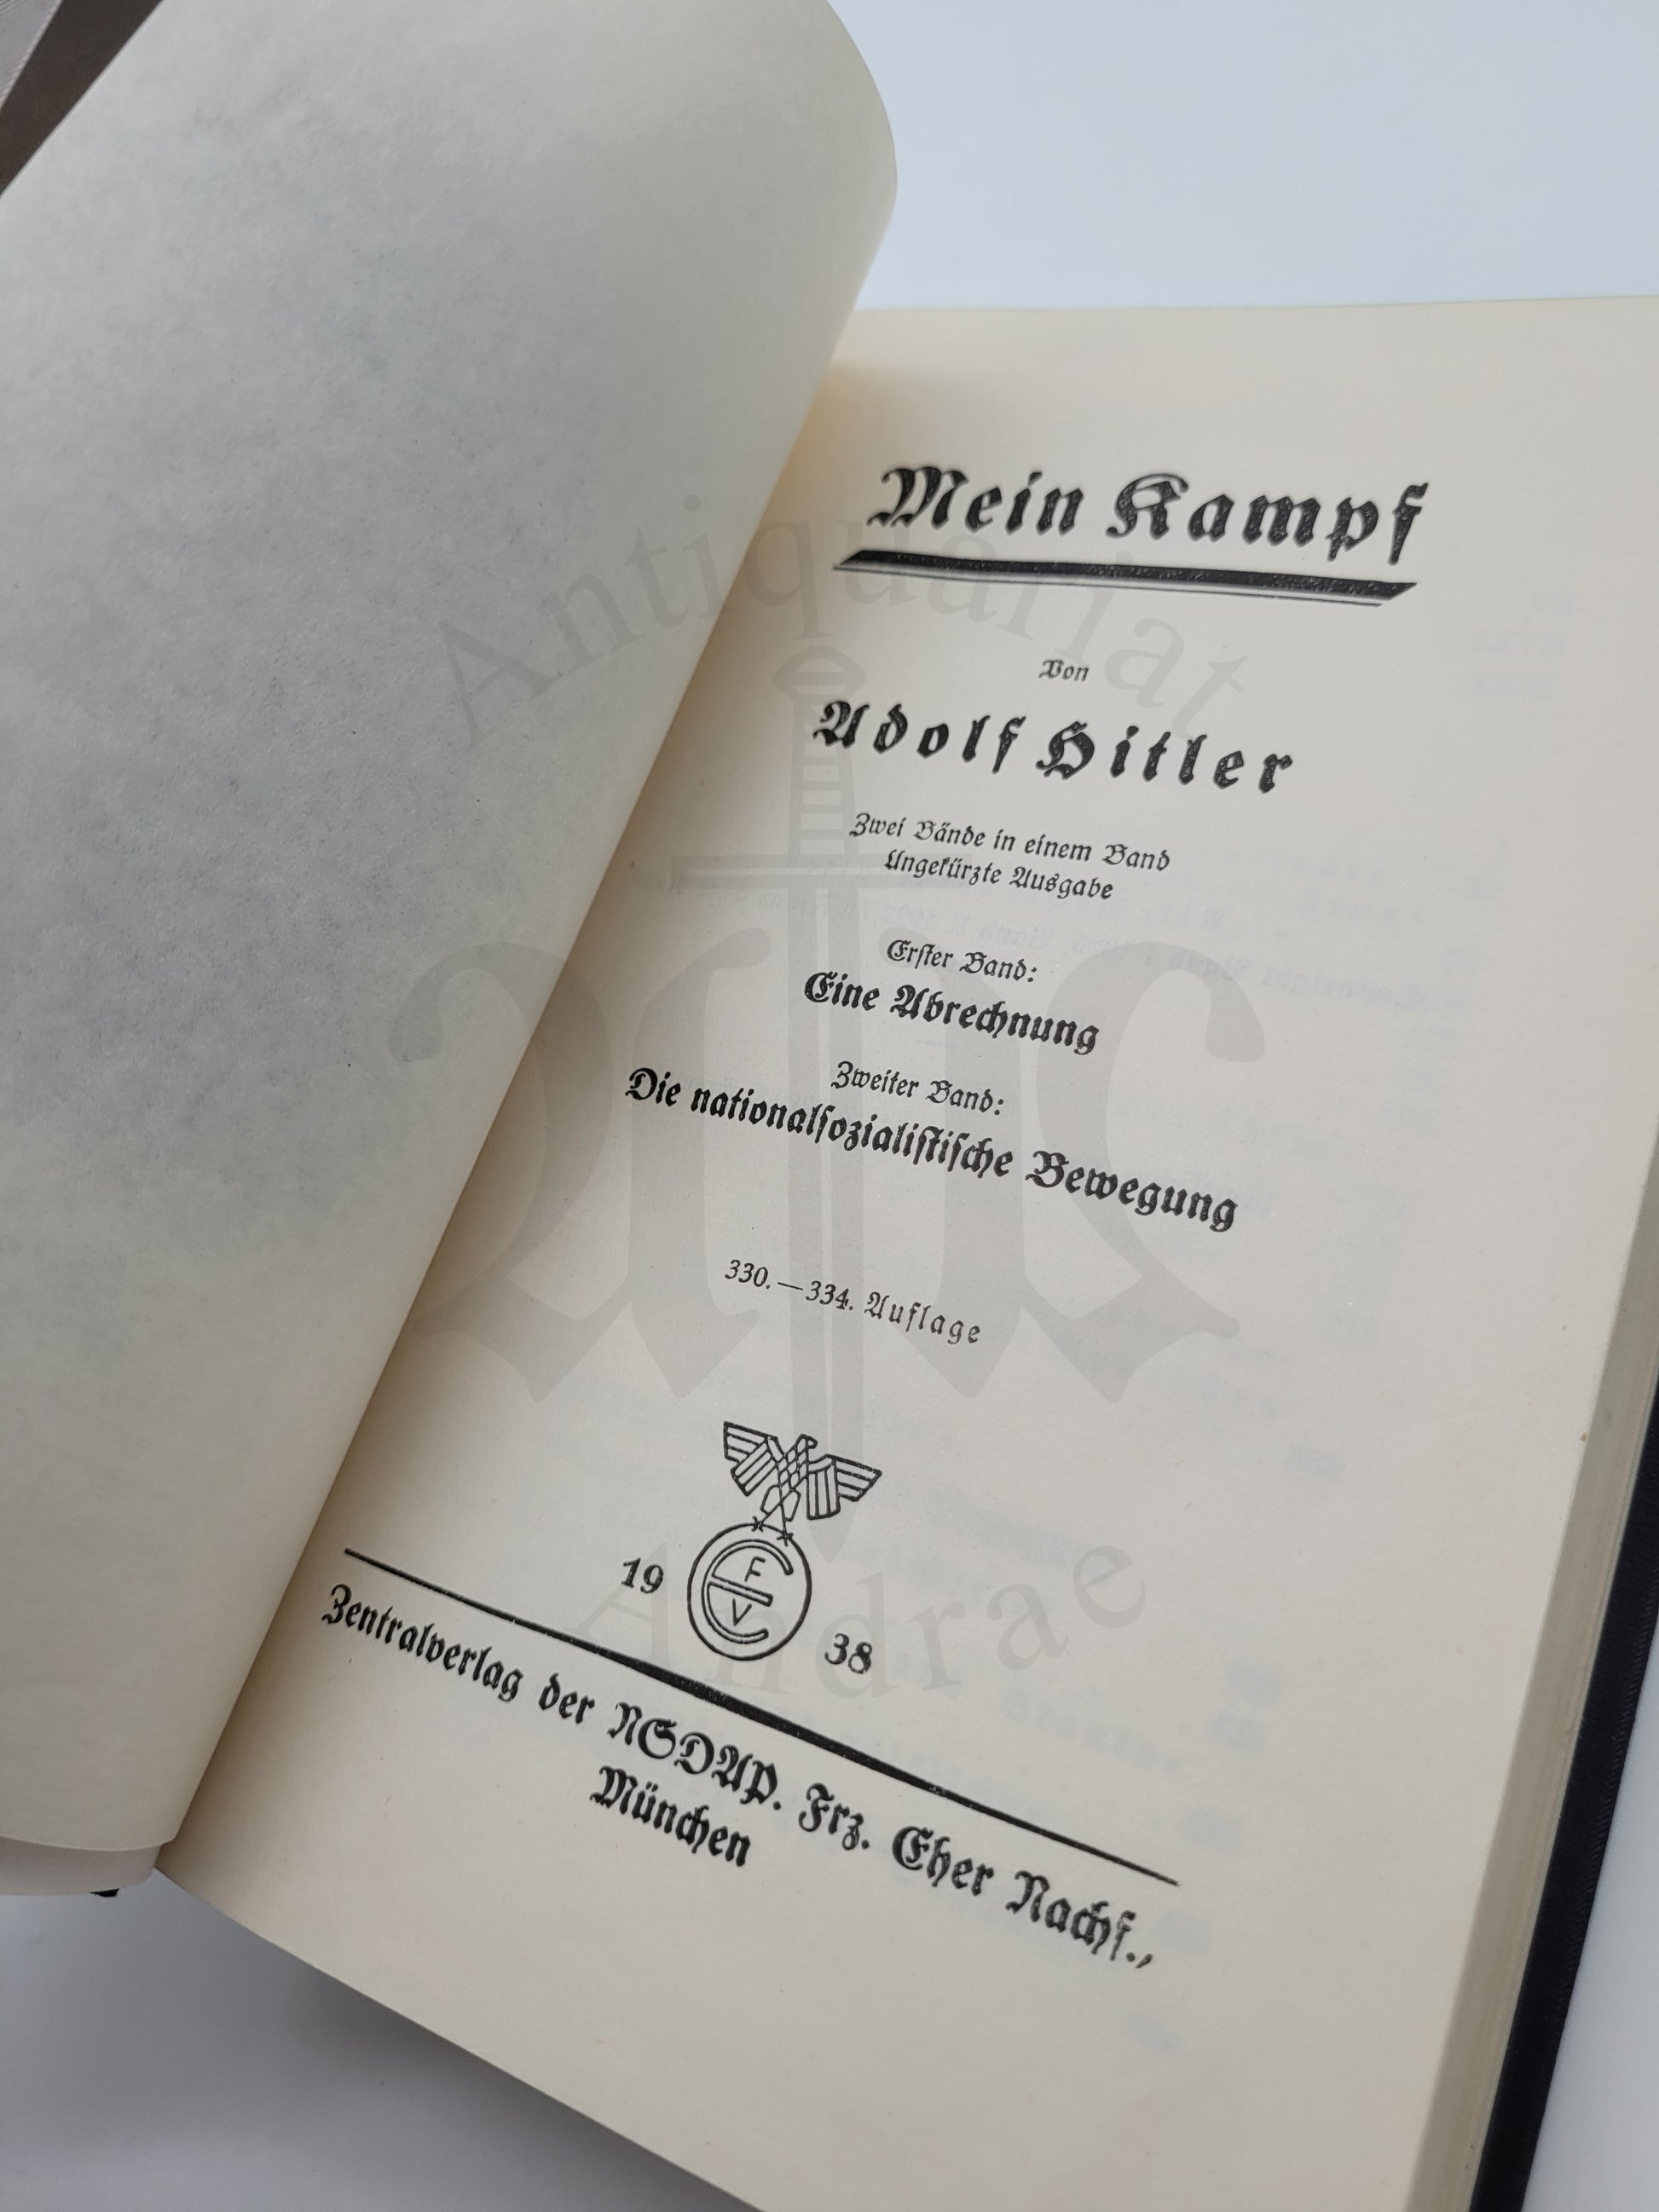 Mein Kampf
Von
Adolf Hitler
Zwei Bände in einem Band
Ungekürzte Ausgabe
Erster Band:
Eine Abrechnung
Zweiter Band:
Die nationalsozialistische Bewegung
330.—334. Auflage
F
E
V
19 38
Zentralverlag der NSDAP. Frz. Eher Nachf.,
München
Antiquariat
Andrae